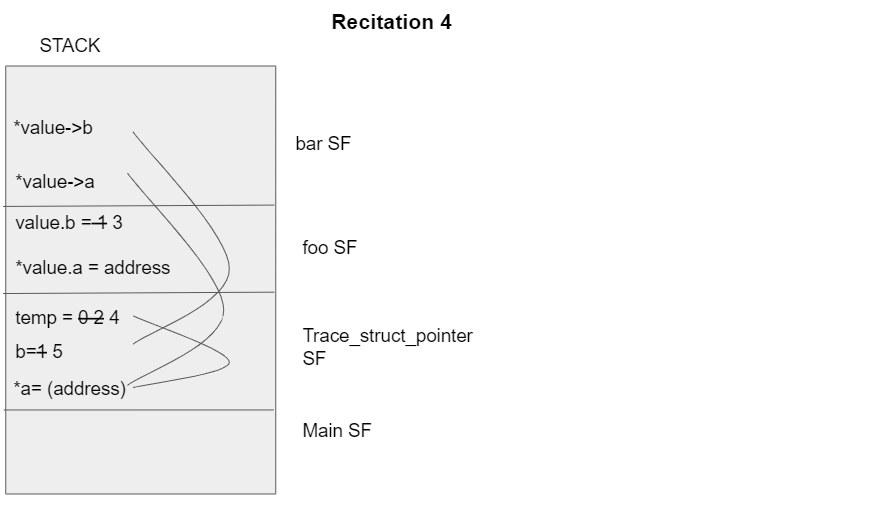 Recitation 4
STACK
*value->b
bar SF
*value->a
value.b = 1 3
foo SF
*value.a = address
temp = 0 2 4
Trace_struct_pointer
SF
b=1 5
*a= (address)
Main SF